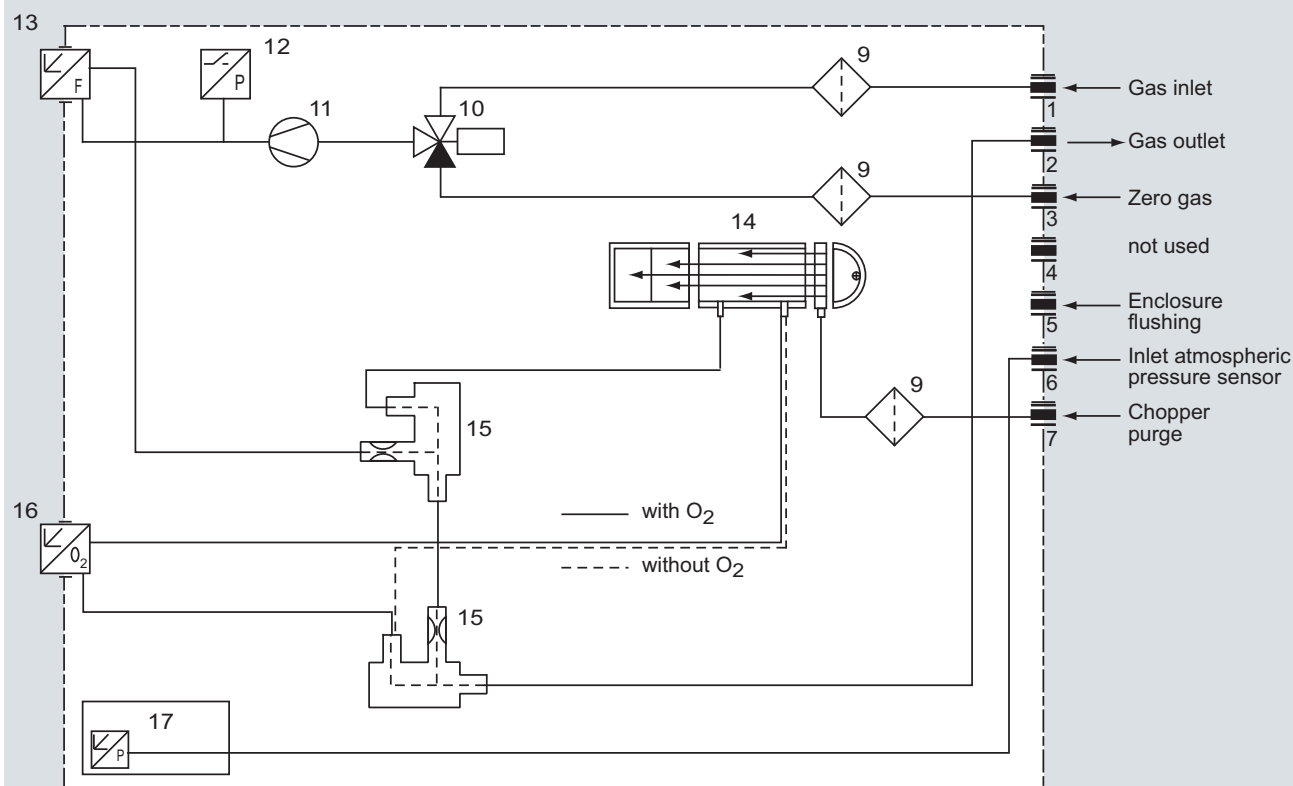 13
F
12
P
11
10
9
1
Gas inlet
2
Gas outlet
9
3
Zero gas
14
4
not used
5
Enclosure
flushing
6
Inlet atmospheric
pressure sensor
9
7
Chopper
purge
15
16
O2
with O2
without O2
15
17
P